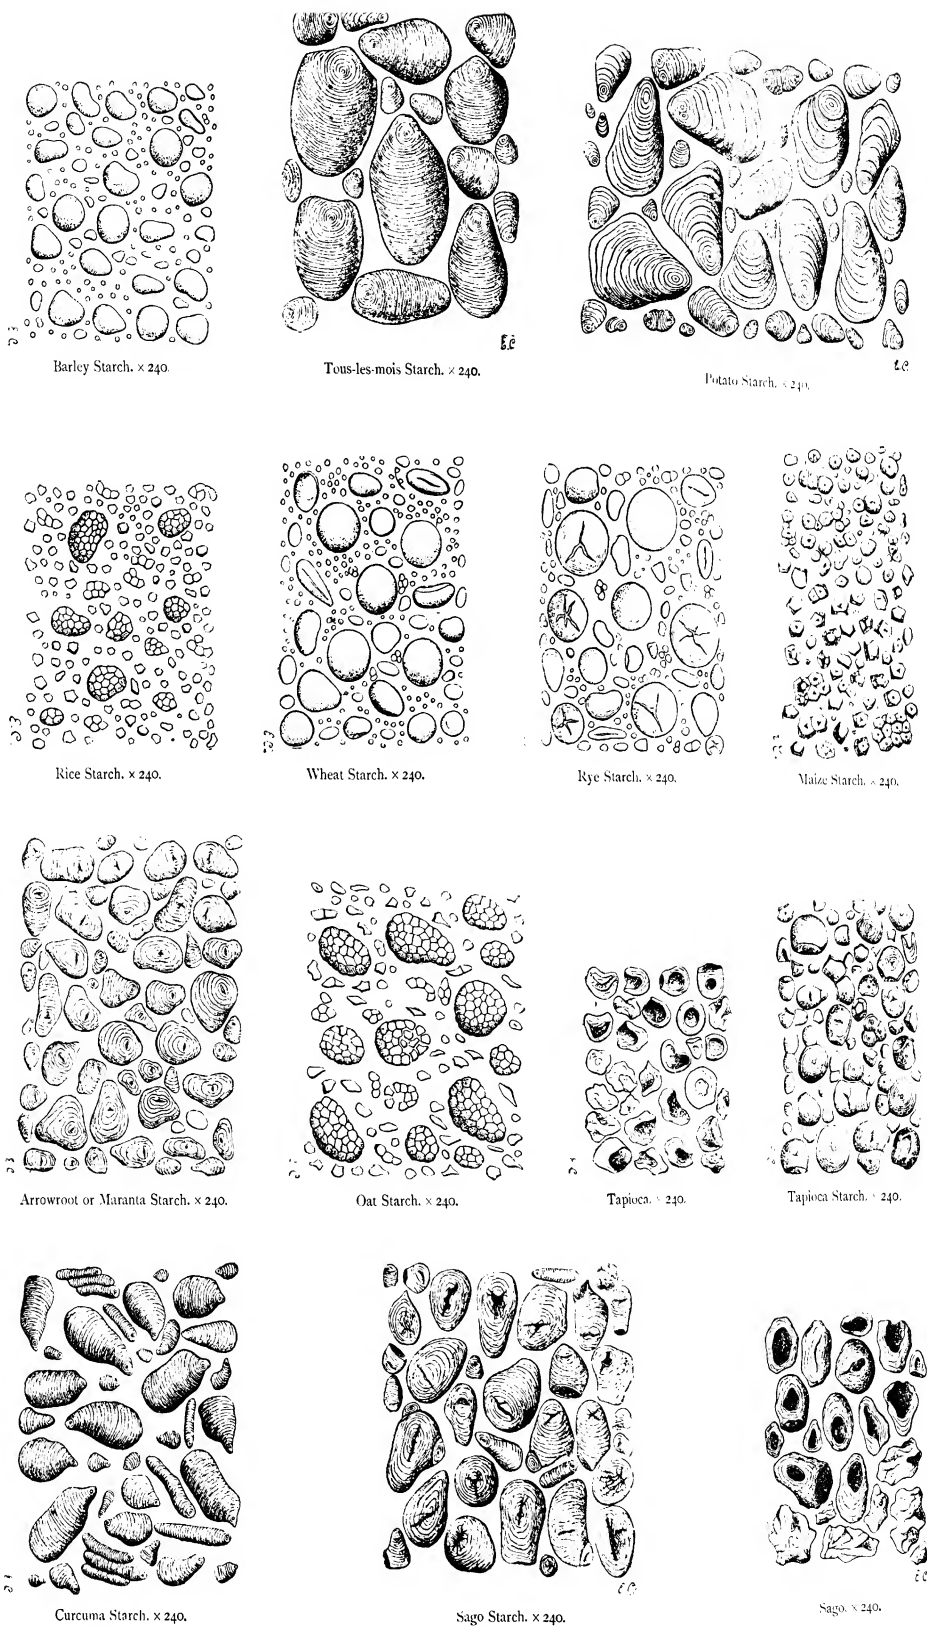 Barley Starch. × 240.
Tous-les-mois Starch. × 240.
E.C
Potato Starch. × 240.
E.C.
Rice Starch. × 240.
Wheat Starch. × 240.
Rye Starch. × 240.
Maize Starch. × 240.
Arrowroot or Maranta Starch. × 240.
Oat Starch. × 240.
Tapioca. × 240.
Tapioca Starch. × 240.
Curcuma Starch. × 240.
Sago Starch. × 240.
E.C.
Sago. × 240.
E.C